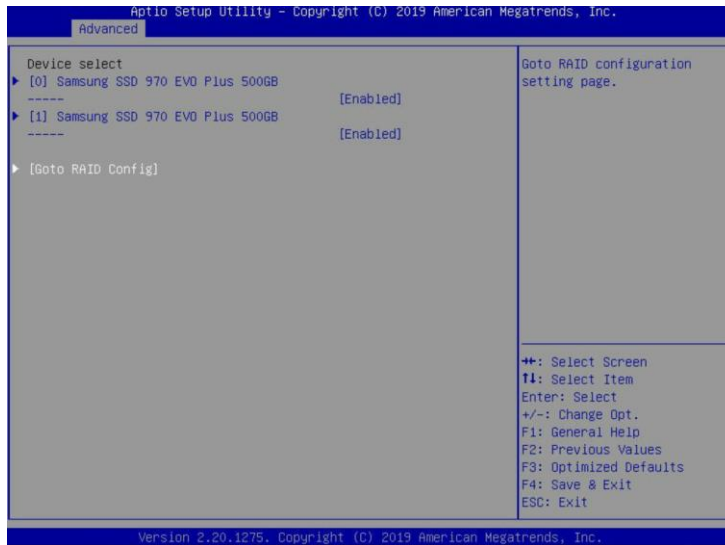 Aptio Setup Utility – Copyright (C) 2019 American Megatrends, Inc.
Advanced
Device select
[0] Samsung SSD 970 EVO Plus 500GB
----- [Enabled]
[1] Samsung SSD 970 EVO Plus 500GB
----- [Enabled]
[Goto RAID Config]
Goto RAID configuration
setting page.
→←: Select Screen
↑↓: Select Item
Enter: Select
+/-: Change Opt.
F1: General Help
F2: Previous Values
F3: Optimized Defaults
F4: Save & Exit
ESC: Exit
Version 2.20.1275. Copyright (C) 2019 American Megatrends, Inc.